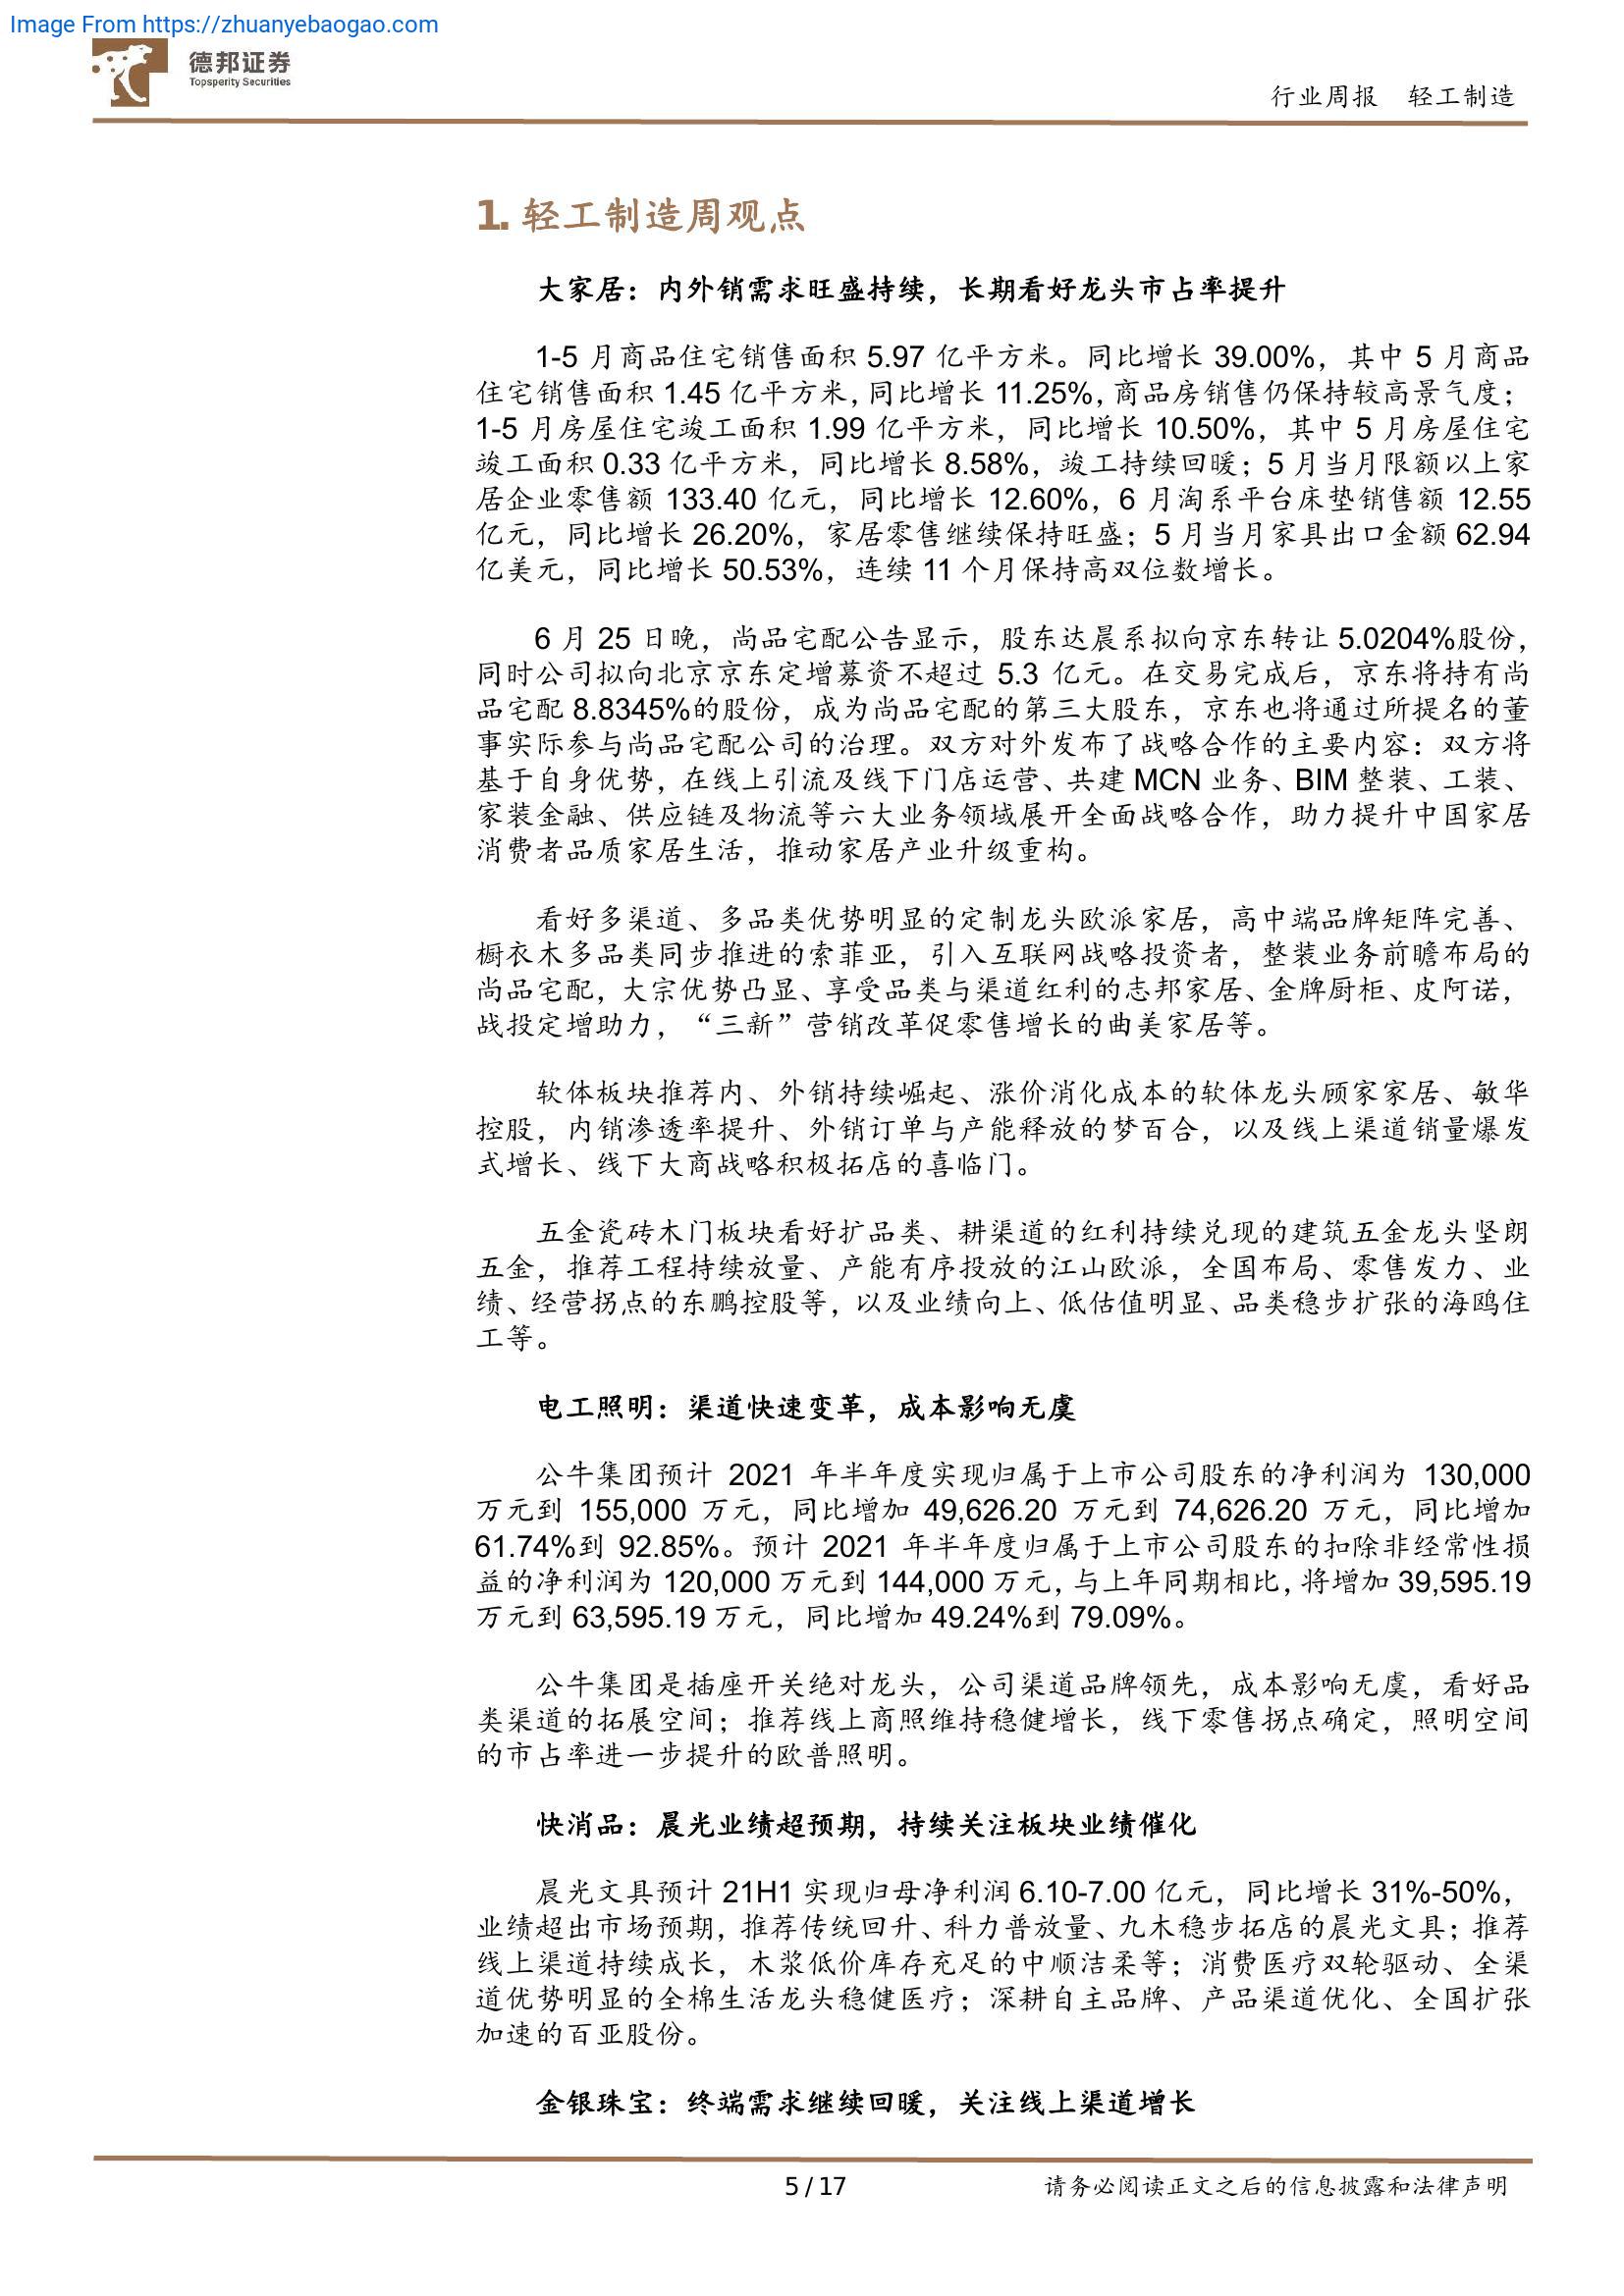 Image From https://zhuanyebaogao.com
德邦证券
Topsperity Securities
行业周报 轻工制造
1. 轻工制造周观点
大家居：内外销需求旺盛持续，长期看好龙头市占率提升
1-5 月商品住宅销售面积 5.97 亿平方米。同比增长 39.00%，其中 5 月商品
住宅销售面积 1.45 亿平方米，同比增长 11.25%，商品房销售仍保持较高景气度；
1-5 月房屋住宅竣工面积 1.99 亿平方米，同比增长 10.50%，其中 5 月房屋住宅
竣工面积 0.33 亿平方米，同比增长 8.58%，竣工持续回暖；5 月当月限额以上家
居企业零售额 133.40 亿元，同比增长 12.60%，6 月淘系平台床垫销售额 12.55
亿元，同比增长 26.20%，家居零售继续保持旺盛；5 月当月家具出口金额 62.94
亿美元，同比增长 50.53%，连续 11 个月保持高双位数增长。
6 月 25 日晚，尚品宅配公告显示，股东达晨系拟向京东转让 5.0204%股份，
同时公司拟向北京京东定增募资不超过 5.3 亿元。在交易完成后，京东将持有尚
品宅配 8.8345%的股份，成为尚品宅配的第三大股东，京东也将通过所提名的董
事实际参与尚品宅配公司的治理。双方对外发布了战略合作的主要内容：双方将
基于自身优势，在线上引流及线下门店运营、共建 MCN 业务、BIM 整装、工装、
家装金融、供应链及物流等六大业务领域展开全面战略合作，助力提升中国家居
消费者品质家居生活，推动家居产业升级重构。
看好多渠道、多品类优势明显的定制龙头欧派家居，高中端品牌矩阵完善、
橱衣木多品类同步推进的索菲亚，引入互联网战略投资者，整装业务前瞻布局的
尚品宅配，大宗优势凸显、享受品类与渠道红利的志邦家居、金牌厨柜、皮阿诺，
战投定增助力，“三新”营销改革促零售增长的曲美家居等。
软体板块推荐内、外销持续崛起、涨价消化成本的软体龙头顾家家居、敏华
控股，内销渗透率提升、外销订单与产能释放的梦百合，以及线上渠道销量爆发
式增长、线下大商战略积极拓店的喜临门。
五金瓷砖木门板块看好扩品类、耕渠道的红利持续兑现的建筑五金龙头坚朗
五金，推荐工程持续放量、产能有序投放的江山欧派，全国布局、零售发力、业
绩、经营拐点的东鹏控股等，以及业绩向上、低估值明显、品类稳步扩张的海鸥住
工等。
电工照明：渠道快速变革，成本影响无虞
公牛集团预计 2021 年半年度实现归属于上市公司股东的净利润为 130,000
万元到 155,000 万元，同比增加 49,626.20 万元到 74,626.20 万元，同比增加
61.74%到 92.85%。预计 2021 年半年度归属于上市公司股东的扣除非经常性损
益的净利润为 120,000 万元到 144,000 万元，与上年同期相比，将增加 39,595.19
万元到 63,595.19 万元，同比增加 49.24%到 79.09%。
公牛集团是插座开关绝对龙头，公司渠道品牌领先，成本影响无虞，看好品
类渠道的拓展空间；推荐线上商照维持稳健增长，线下零售拐点确定，照明空间
的市占率进一步提升的欧普照明。
快消品：晨光业绩超预期，持续关注板块业绩催化
晨光文具预计 21H1 实现归母净利润 6.10-7.00 亿元，同比增长 31%-50%，
业绩超出市场预期，推荐传统回升、科力普放量、九木稳步拓店的晨光文具；推荐
线上渠道持续成长，木浆低价库存充足的中顺洁柔等；消费医疗双轮驱动、全渠
道优势明显的全棉生活龙头稳健医疗；深耕自主品牌、产品渠道优化、全国扩张
加速的百亚股份。
金银珠宝：终端需求继续回暖，关注线上渠道增长
5 / 17
请务必阅读正文之后的信息披露和法律声明